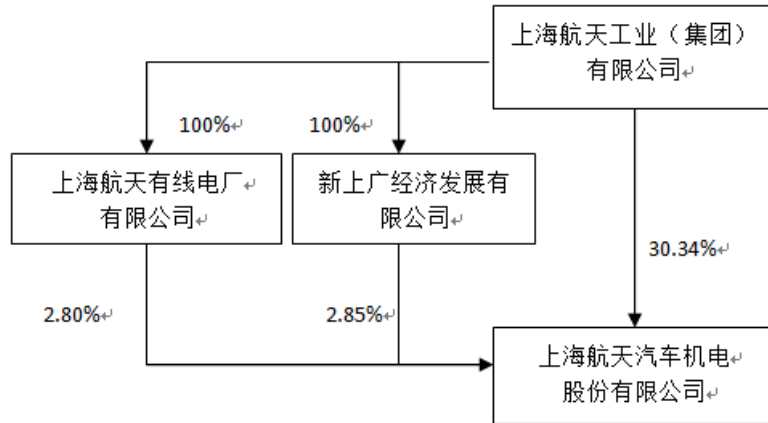 上海航天工业（集团）
有限公司
100%
100%
上海航天有线电厂
有限公司
新上广经济发展有
限公司
30.34%
2.80%
2.85%
上海航天汽车机电
股份有限公司